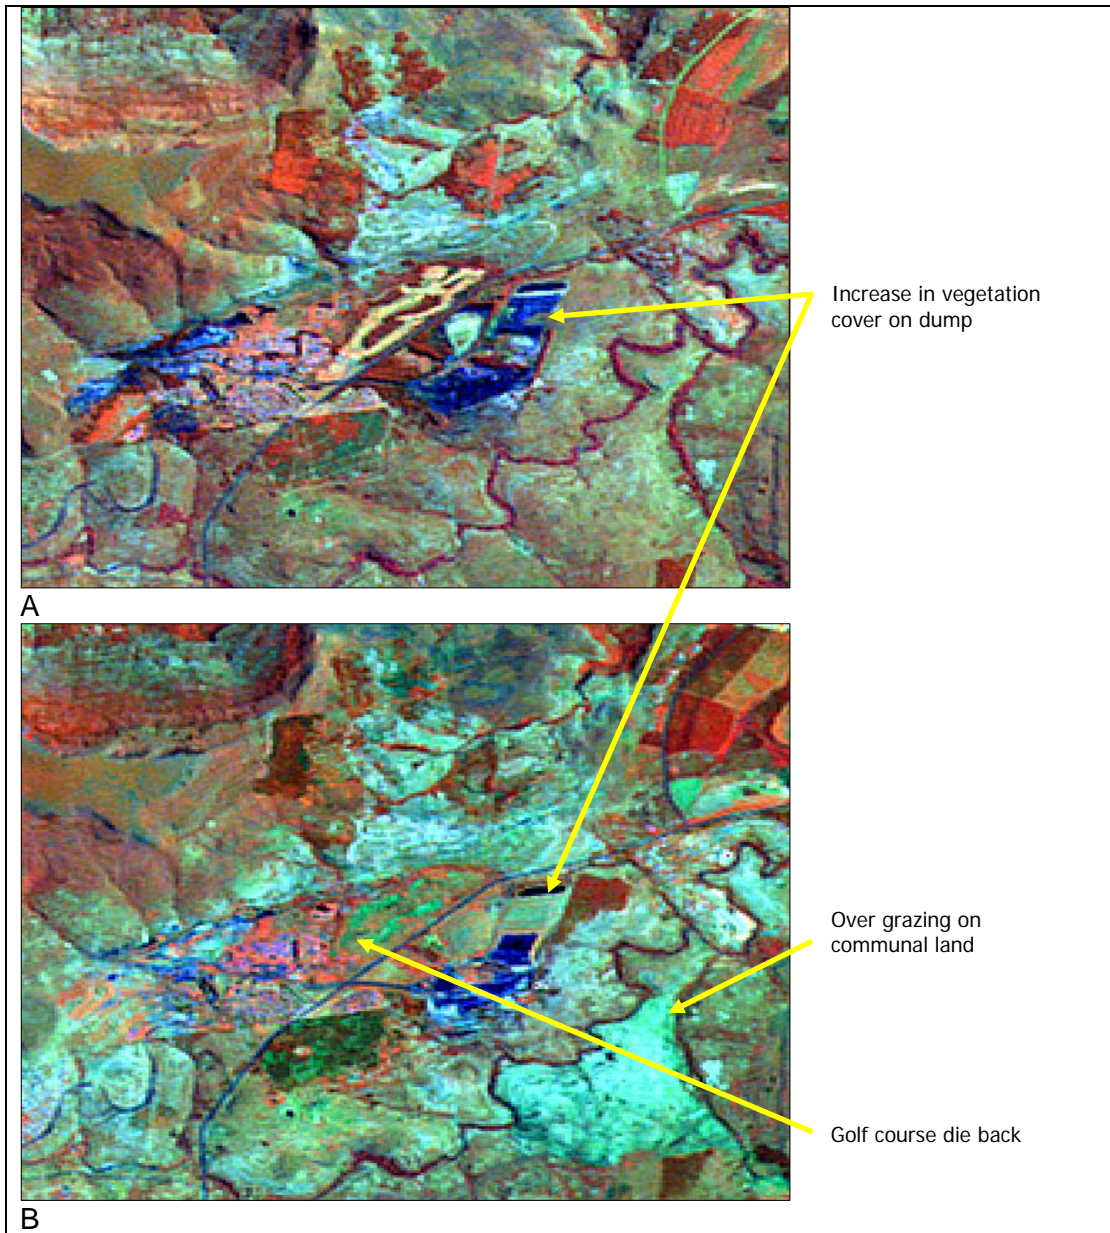 Increase in vegetation
cover on dump
A
Over grazing on
communal land
Golf course die back
B